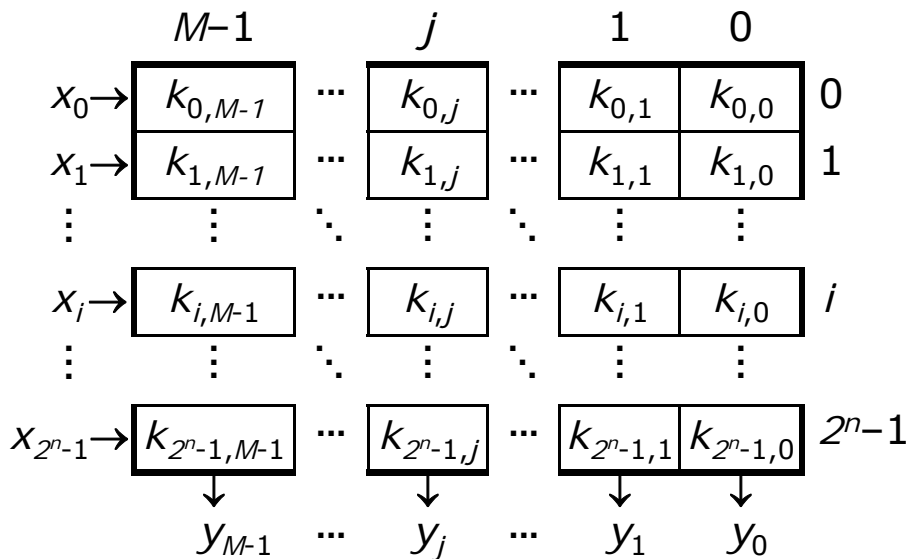 M−1 j 1 0
x₀→ k₀,M-1 ··· k₀,j ··· k₀,₁ k₀,₀ 0
x₁→ k₁,M-1 ··· k₁,j ··· k₁,₁ k₁,₀ 1
⋮ ⋮ ⋱ ⋮ ⋱ ⋮ ⋮
xᵢ→ kᵢ,M-1 ··· kᵢ,j ··· kᵢ,₁ kᵢ,₀ i
⋮ ⋮ ⋱ ⋮ ⋱ ⋮ ⋮
x₂ⁿ-1→ k₂ⁿ-1,M-1 ··· k₂ⁿ-1,j ··· k₂ⁿ-1,1 k₂ⁿ-1,0 2ⁿ−1
↓ ↓ ↓ ↓
yM-1 ··· yj ··· y₁ y₀